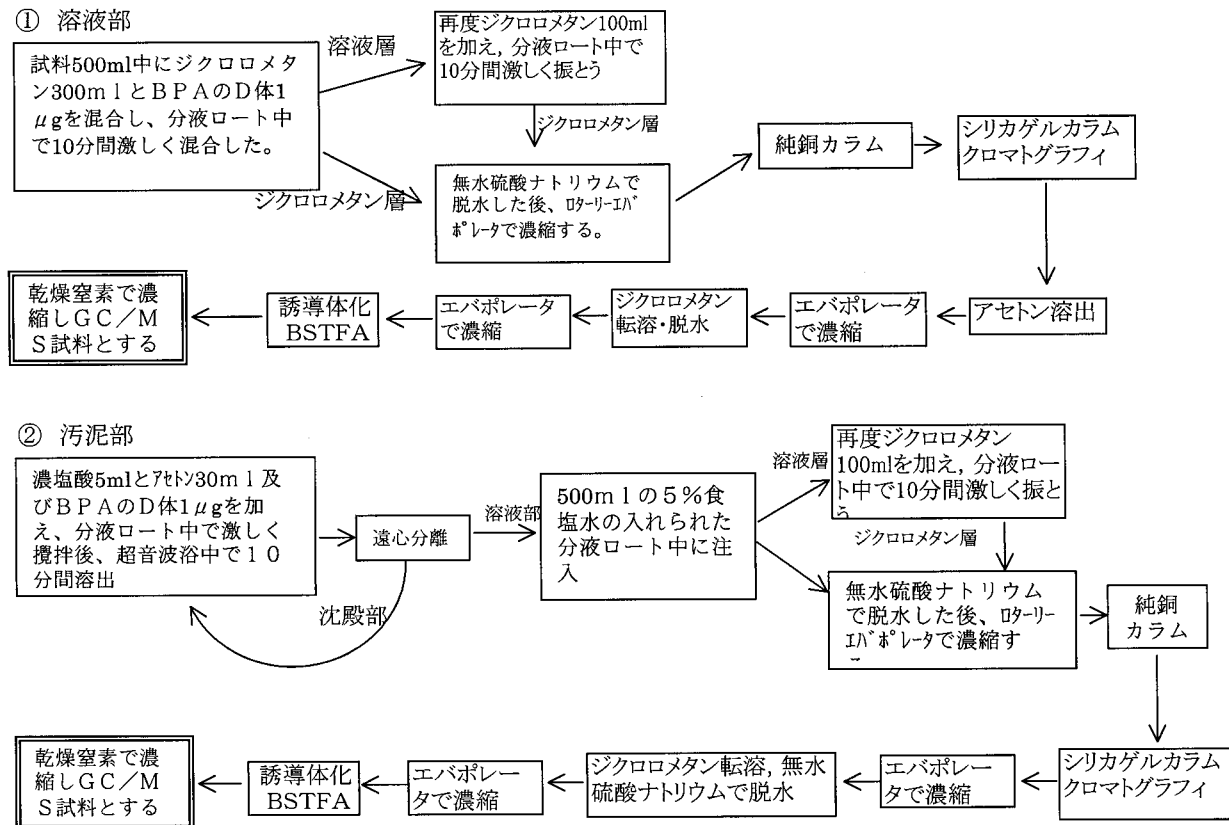 ① 溶液部
試料500ml中にジクロロメタ
ン300ｍｌとＢＰＡのＤ体1
μgを混合し、分液ロート中
で10分間激しく混合した。
溶液層
再度ジクロロメタン100ml
を加え, 分液ロート中で
10分間激しく振とう
ジクロロメタン層
ジクロロメタン層
無水硫酸ナトリウムで
脱水した後、ﾛﾀｰﾘｰｴﾊﾞ
ﾎﾟﾚｰﾀで濃縮する。
純銅カラム
シリカゲルカラム
クロマトグラフィ
アセトン溶出
エバポレータ
で濃縮
ジクロロメタン
転溶・脱水
エバポレータ
で濃縮
誘導体化
BSTFA
乾燥窒素で濃
縮しＧＣ／Ｍ
Ｓ試料とする
② 汚泥部
濃塩酸5mlとｱｾﾄﾝ30ｍｌ及
びＢＰＡのＤ体1μgを加
え、分液ロート中で激しく
攪拌後、超音波浴中で１０
分間溶出
遠心分離
沈殿部
溶液部
500ｍｌの５％食
塩水の入れられた
分液ロート中に注
入
溶液層
再度ジクロロメタン
100mlを加え, 分液ロー
ト中で10分間激しく振と
う
ジクロロメタン層
無水硫酸ナトリウム
で脱水した後、ﾛﾀｰﾘｰ
ｴﾊﾞﾎﾟﾚｰﾀで濃縮す
純銅
カラム
シリカゲルカラム
クロマトグラフィ
エバポレー
タで濃縮
ジクロロメタン転溶, 無水
硫酸ナトリウムで脱水
エバポレー
タで濃縮
誘導体化
BSTFA
乾燥窒素で濃
縮しＧＣ／Ｍ
Ｓ試料とする